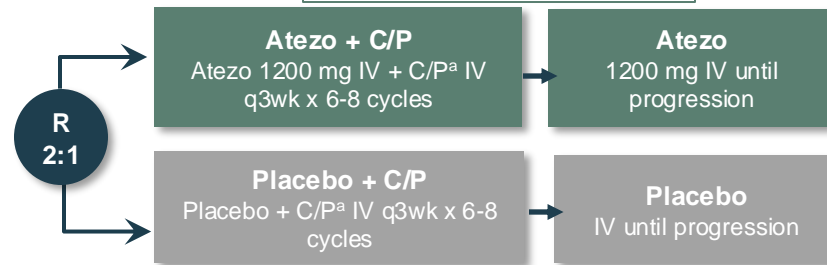 Atezo + C/P
Atezo 1200 mg IV + C/Pᵃ IV
q3wk x 6-8 cycles
Atezo
1200 mg IV until
progression
R
2:1
Placebo + C/P
Placebo + C/Pᵃ IV q3wk x 6-8
cycles
Placebo
IV until progression